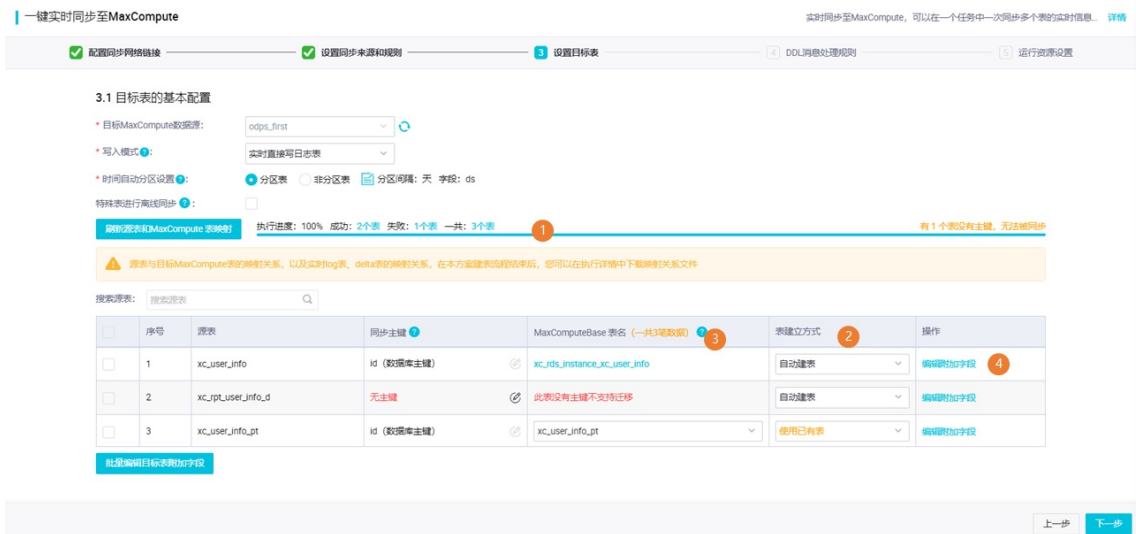 一键实时同步至MaxCompute
实时同步至MaxCompute，可以在一个任务中一次同步多个表的实时信息... 详情
配置同步网络链接
设置同步来源和规则
3 设置目标表
4 DDL消息处理规则
5 运行资源设置
3.1 目标表的基本配置
* 目标MaxCompute数据源： odps_first
* 写入模式 ?： 实时直接写日志表
* 时间自动分区设置 ?： 分区表 非分区表 分区间隔：天 字段：ds
特殊表进行离线同步 ?：
刷新源表和MaxCompute 表映射 执行进度：100% 成功：2个表 失败：1个表 一共：3个表 1 有 1 个表没有主键，无法被同步
源表与目标MaxCompute表的映射关系，以及实时log表、delta表的映射关系，在本方案建表流程结束后，您可以在执行详情中下载映射关系文件
搜索源表： 搜索源表
序号 源表 同步主键 ? MaxComputeBase 表名 （一共3笔数据） ? 3 表建立方式 2 操作
1 xc_user_info id（数据库主键） xc_rds_instance_xc_user_info 自动建表 编辑附加字段 4
2 xc_rpt_user_info_d 无主键 此表没有主键不支持迁移 自动建表 编辑附加字段
3 xc_user_info_pt id（数据库主键） xc_user_info_pt 使用已有表 编辑附加字段
批量编辑目标表附加字段
上一步 下一步